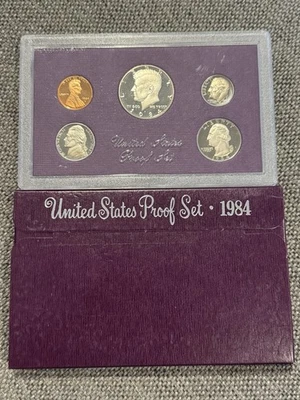 United States
Proof Set
United States Proof Set · 1984